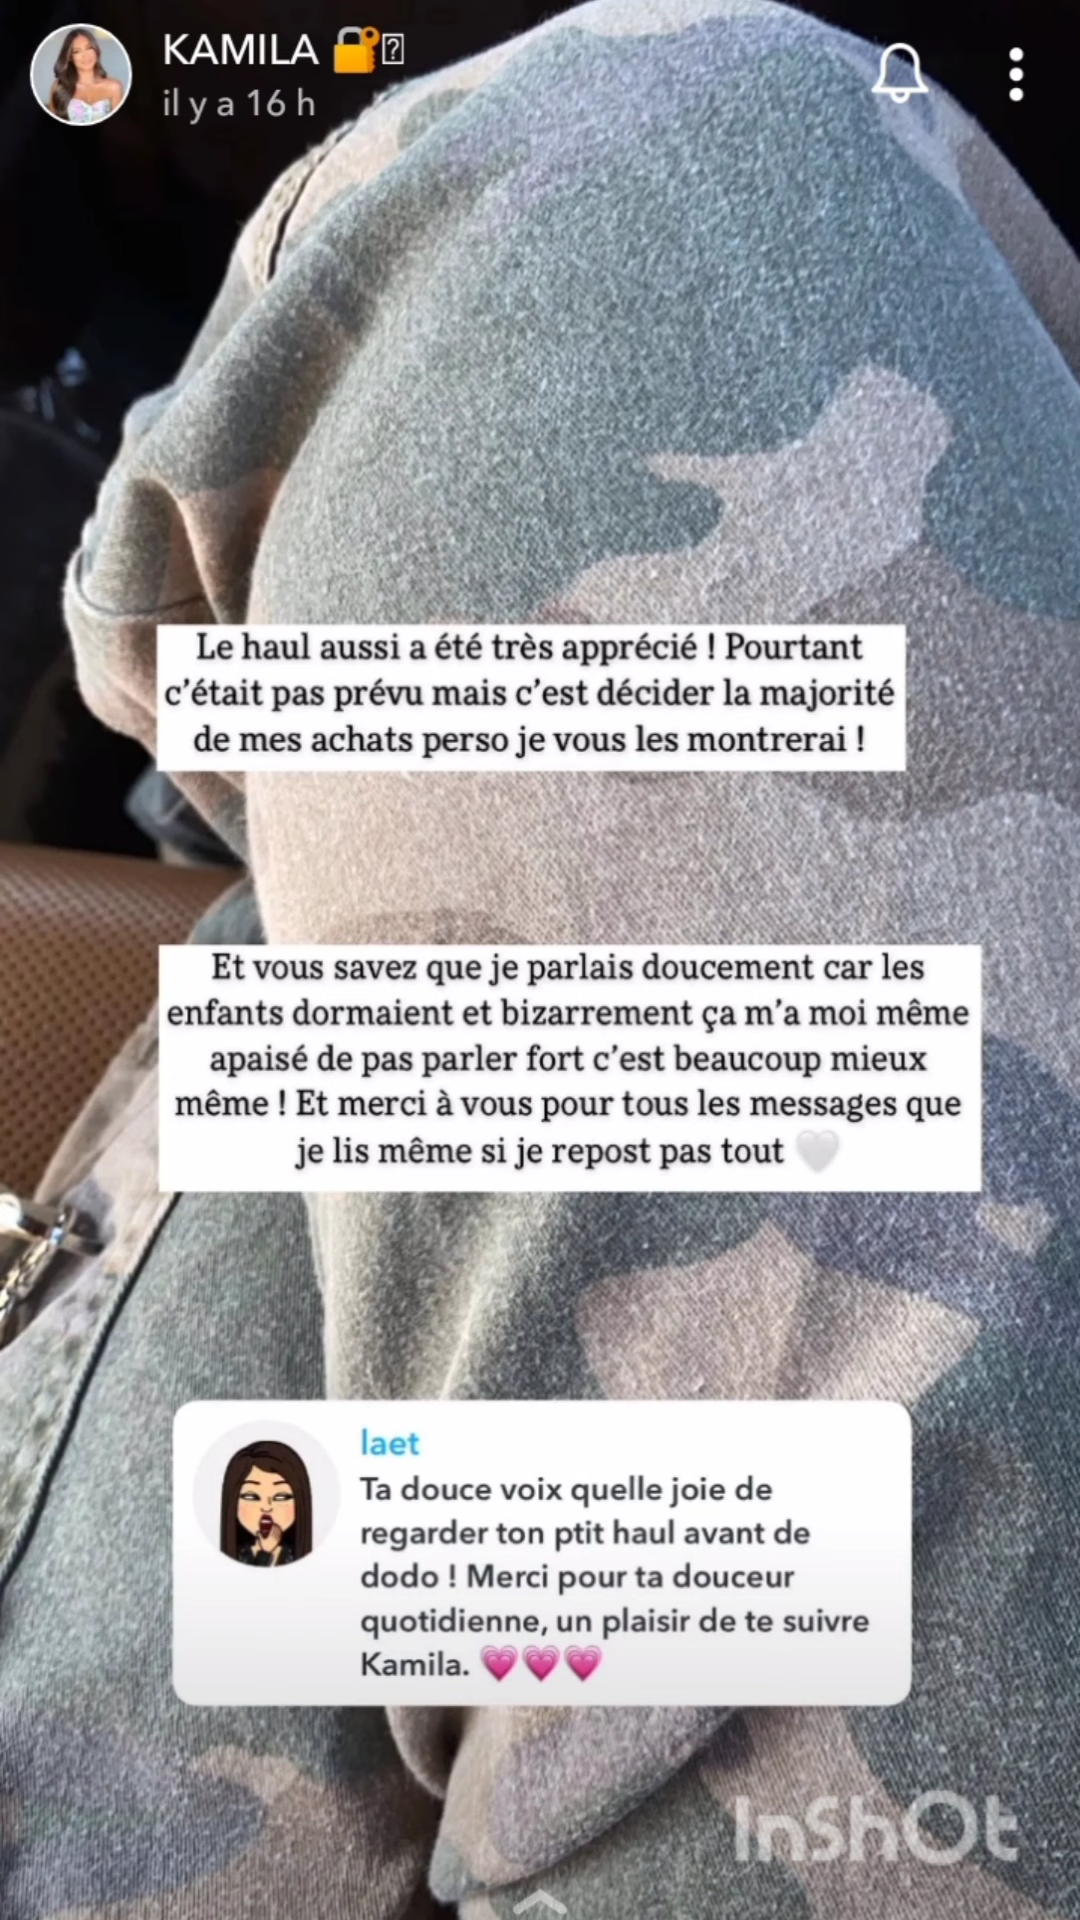 KAMILA 🔐
il y a 16 h
Le haul aussi a été très apprécié ! Pourtant
c’était pas prévu mais c’est décider la majorité
de mes achats perso je vous les montrerai !
Et vous savez que je parlais doucement car les
enfants dormaient et bizarrement ça m’a moi même
apaisé de pas parler fort c’est beaucoup mieux
même ! Et merci à vous pour tous les messages que
je lis même si je repost pas tout 🤍
laet
Ta douce voix quelle joie de
regarder ton ptit haul avant de
dodo ! Merci pour ta douceur
quotidienne, un plaisir de te suivre
Kamila. 💗💗💗
InShOt